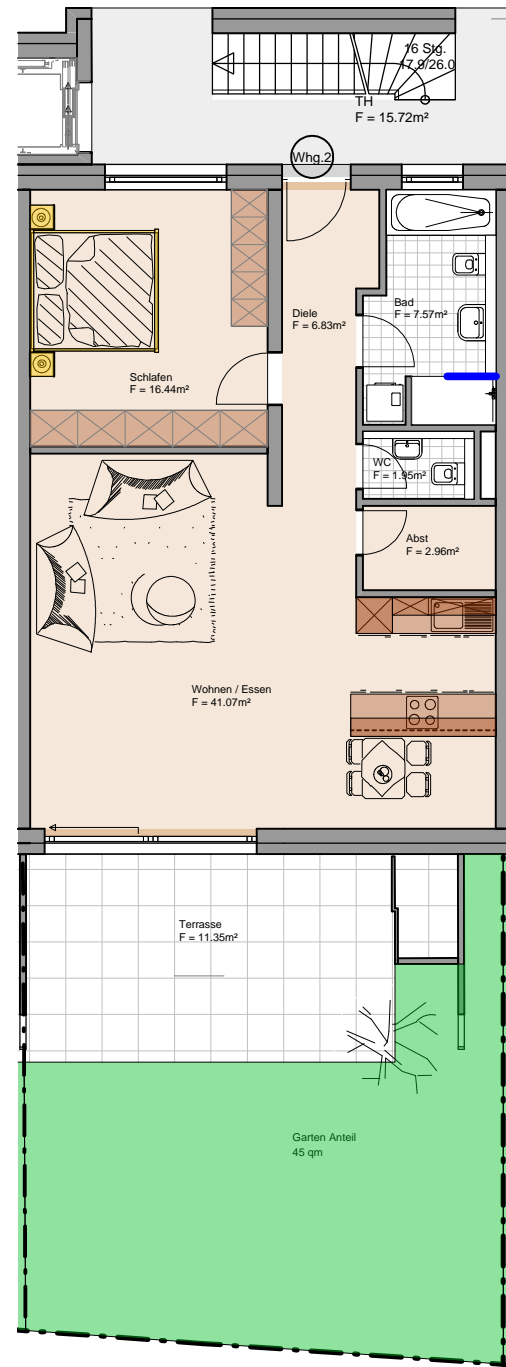 16 Stg.
17.9/26.0
TH
F = 15.72m²
Whg.2
Diele
F = 6.83m²
Bad
F = 7.57m²
Schlafen
F = 16.44m²
WC
F = 1.95m²
Abst
F = 2.96m²
Wohnen / Essen
F = 41.07m²
Terrasse
F = 11.35m²
Garten Anteil
45 qm